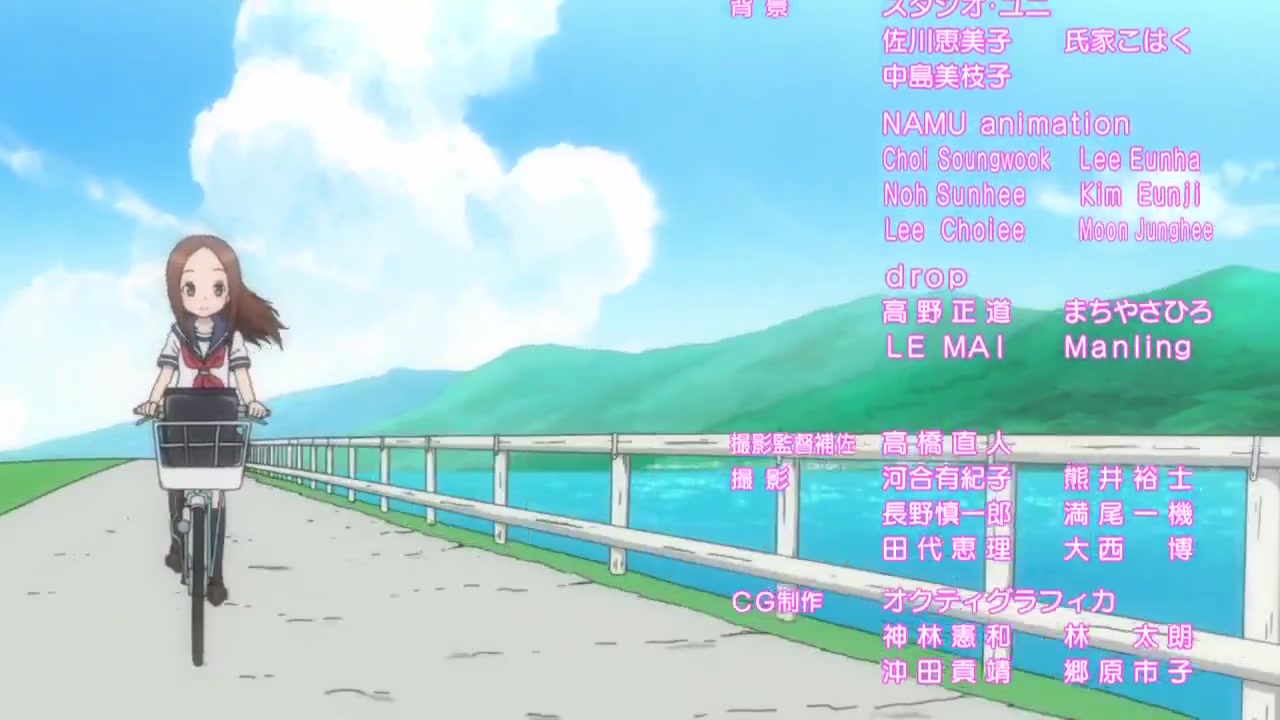 背景 スタジオ・ユニ
佐川恵美子 氏家こはく
中島美枝子
NAMU animation
Choi Soungwook Lee Eunha
Noh Sunhee Kim Eunji
Lee Choiee Moon Junghee
drop
高野正道 まちやさひろ
LE MAI Manling
撮影監督補佐 高橋直人
撮影 河合有紀子 熊井裕士
長野慎一郎 満尾一機
田代恵理 大西 博
CG制作 オクティグラフィカ
神林憲和 林 太朗
沖田貢靖 郷原市子